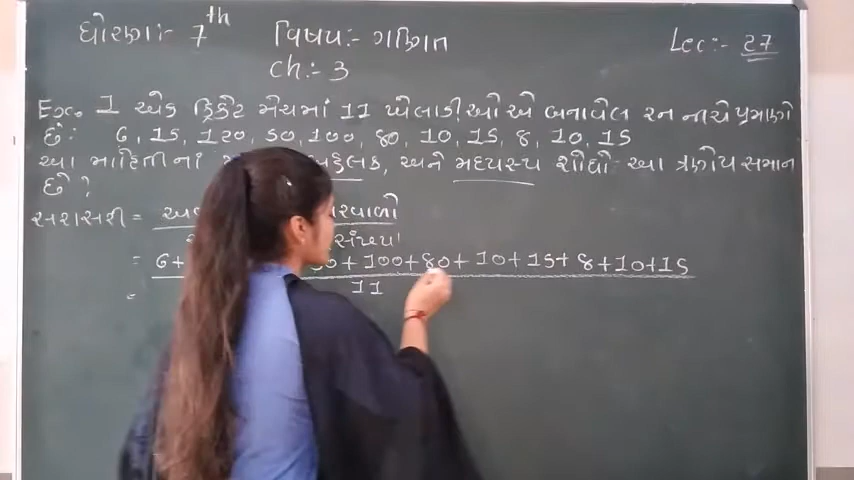 ધોરણઃ- 7th વિષયઃ- ગણિત Lec:- 27
Ch:- 3
Exc. 1 એક ક્રિકેટ મેચમાં 11 ખેલાડીઓએ બનાવેલ રન નીચે પ્રમાણે
છેઃ 6, 15, 120, 50, 100, 80, 10, 15, 8, 10, 15
આ માહિતીનાં બહુલક, અને મધ્યસ્થ શોધો આ ત્રણેય સમાન
છે ?
સરાસરી = સરવાળો
સંખ્યા
= 6+ + 100+80+ 10+ 15+ 8+10+15
= 11